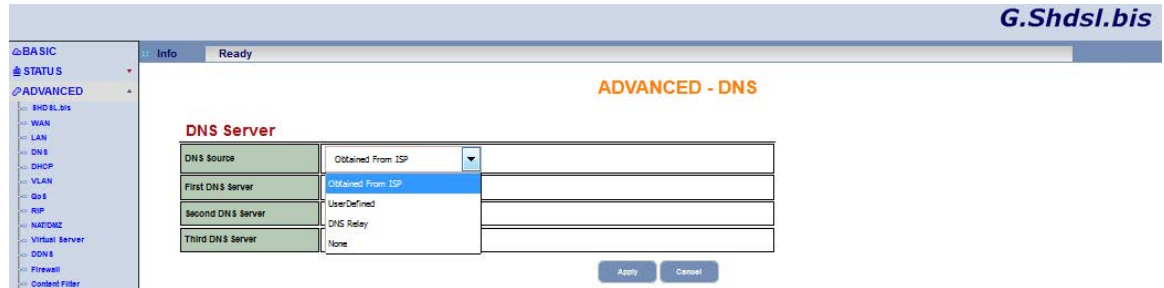 G.Shdsl.bis
BASIC
STATUS
ADVANCED
SHDSL.bis
WAN
LAN
DNS
DHCP
VLAN
QoS
RIP
NAT/DMZ
Virtual Server
DDNS
Firewall
Content Filter
Info Ready
ADVANCED - DNS
DNS Server
DNS Source Obtained From ISP
First DNS Server Obtained From ISP
UserDefined
Second DNS Server
DNS Relay
Third DNS Server None
Apply Cancel